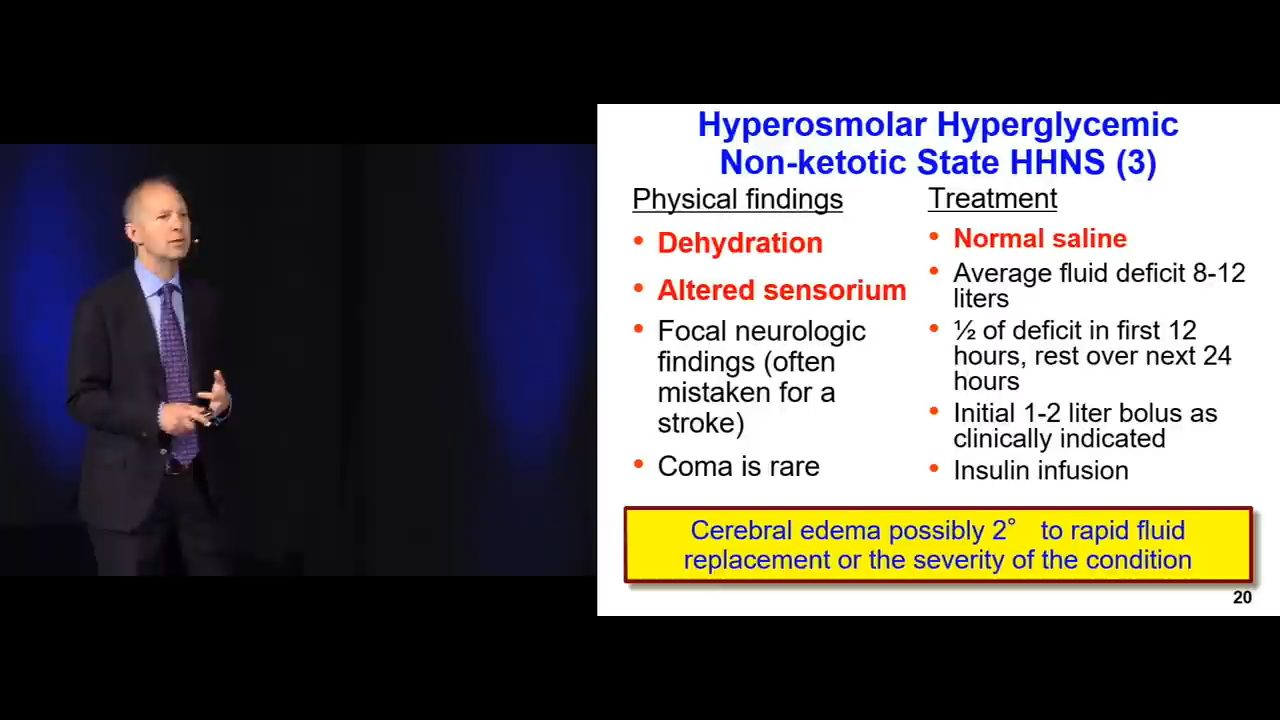 Hyperosmolar Hyperglycemic
Non-ketotic State HHNS (3)
Physical findings
• Dehydration
• Altered sensorium
• Focal neurologic
findings (often
mistaken for a
stroke)
• Coma is rare
Treatment
• Normal saline
• Average fluid deficit 8-12
liters
• ½ of deficit in first 12
hours, rest over next 24
hours
• Initial 1-2 liter bolus as
clinically indicated
• Insulin infusion
Cerebral edema possibly 2° to rapid fluid
replacement or the severity of the condition
20